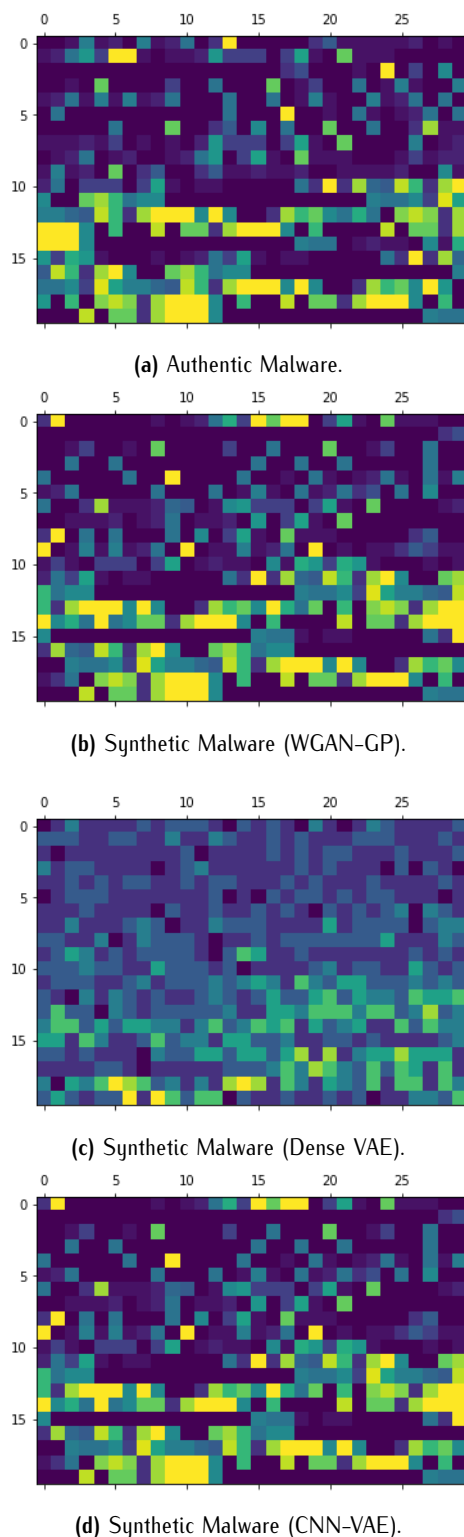 0 5 10 15 20 25
0
5
10
15
(a) Authentic Malware.
0 5 10 15 20 25
0
5
10
15
(b) Synthetic Malware (WGAN-GP).
0 5 10 15 20 25
0
5
10
15
(c) Synthetic Malware (Dense VAE).
0 5 10 15 20 25
0
5
10
15
(d) Synthetic Malware (CNN-VAE).